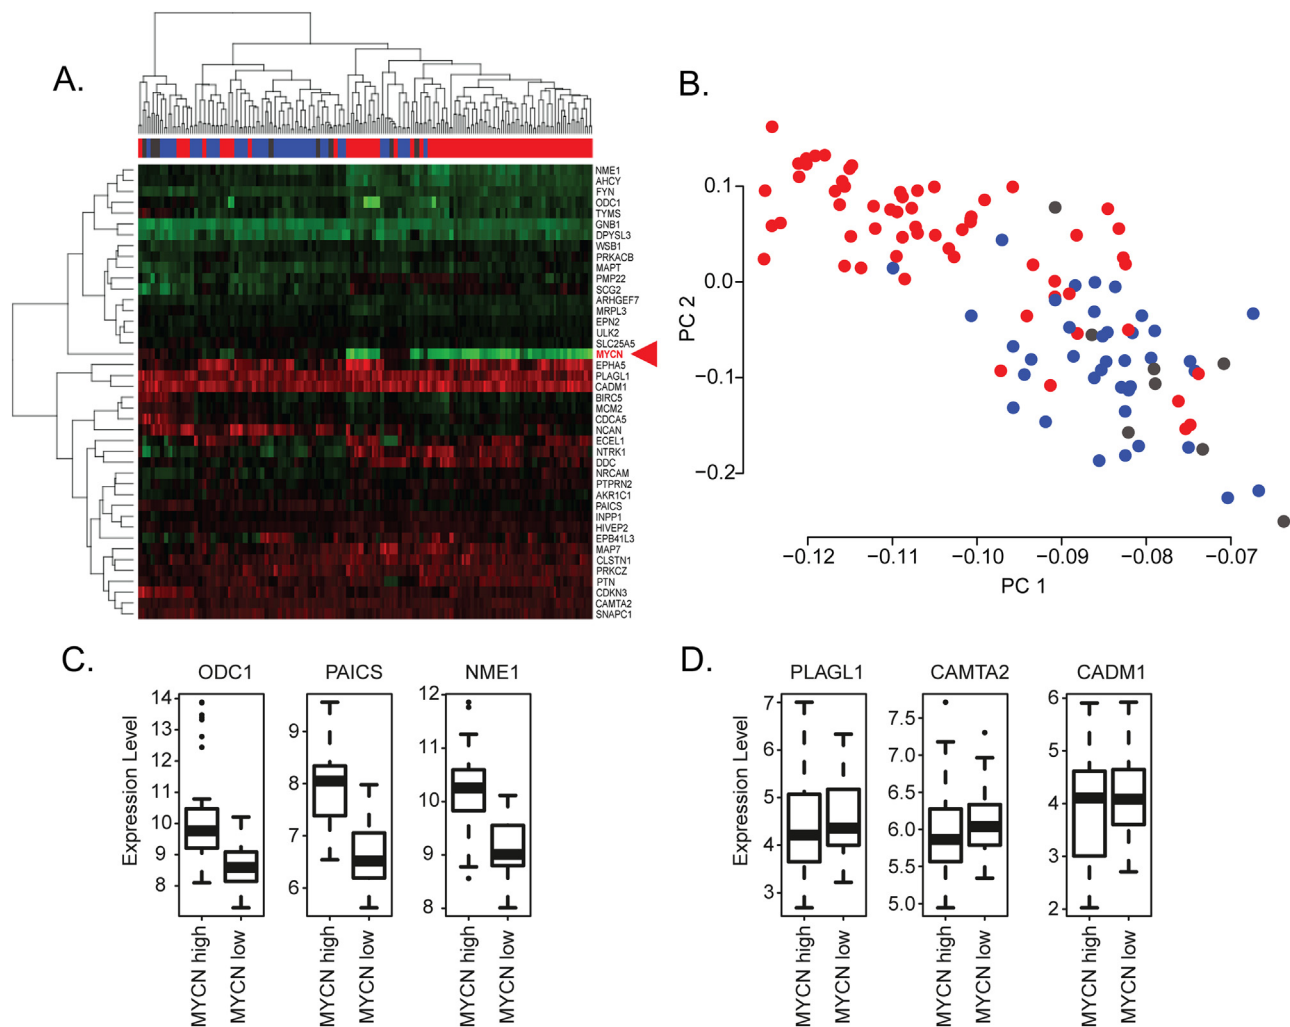 A.
NME1
AHCY
FYN
ODC1
TYMS
GNB1
DPYSL3
WSB1
PRKACB
MAPT
PMP22
SCG2
ARHGEF7
MRPL3
EPN2
ULK2
SLC25A5
MYCN
EPHA5
PLAGL1
CADM1
BIRC5
MCM2
CDCA5
NCAN
ECEL1
NTRK1
DDC
NRCAM
PTPRN2
AKR1C1
PAICS
INPP1
HIVEP2
EPB41L3
MAP7
CLSTN1
PRKCZ
PTN
CDKN3
CAMTA2
SNAPC1
B.
PC 2
0.1
0.0
−0.1
−0.2
−0.12
−0.11
−0.10
−0.09
−0.08
−0.07
PC 1
C.
Expression Level
ODC1
14
13
12
11
10
9
8
MYCN high
MYCN low
PAICS
9
8
7
6
MYCN high
MYCN low
NME1
12
11
10
9
8
MYCN high
MYCN low
D.
Expression Level
PLAGL1
7
6
5
4
3
MYCN high
MYCN low
CAMTA2
7.5
7.0
6.5
6.0
5.5
5.0
MYCN high
MYCN low
CADM1
6
5
4
3
2
MYCN high
MYCN low